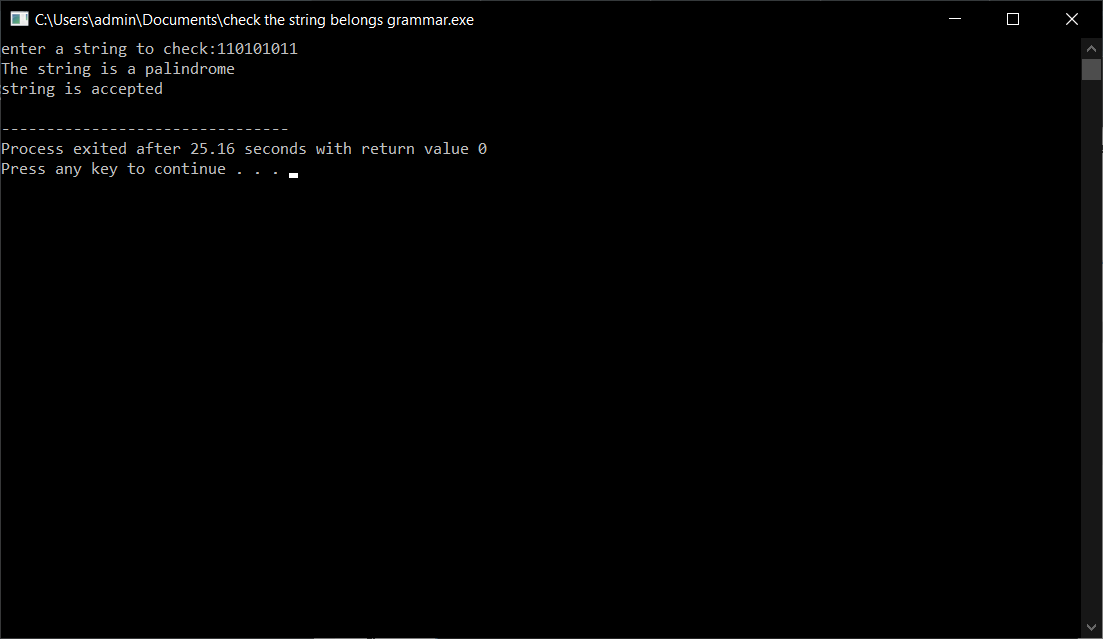 C:\Users\admin\Documents\check the string belongs grammar.exe
enter a string to check:110101011
The string is a palindrome
string is accepted
--------------------------------
Process exited after 25.16 seconds with return value 0
Press any key to continue . . .